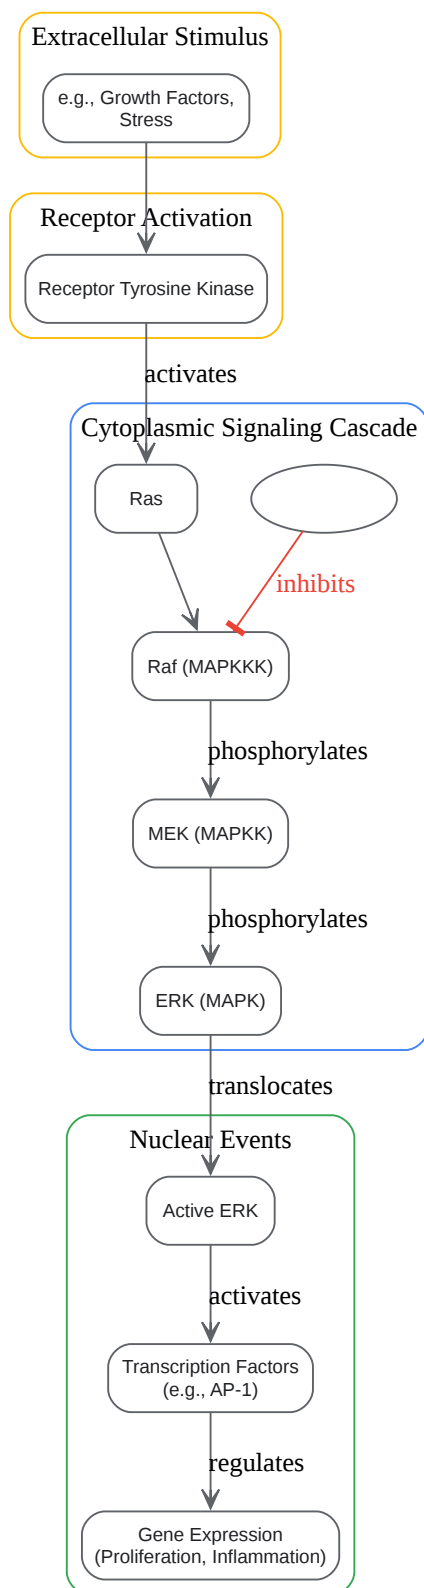 Extracellular Stimulus
e.g., Growth Factors,
Stress
Receptor Activation
Receptor Tyrosine Kinase
activates
Cytoplasmic Signaling Cascade
Ras
inhibits
Raf (MAPKKK)
phosphorylates
MEK (MAPKK)
phosphorylates
ERK (MAPK)
translocates
Nuclear Events
Active ERK
activates
Transcription Factors
(e.g., AP-1)
regulates
Gene Expression
(Proliferation, Inflammation)